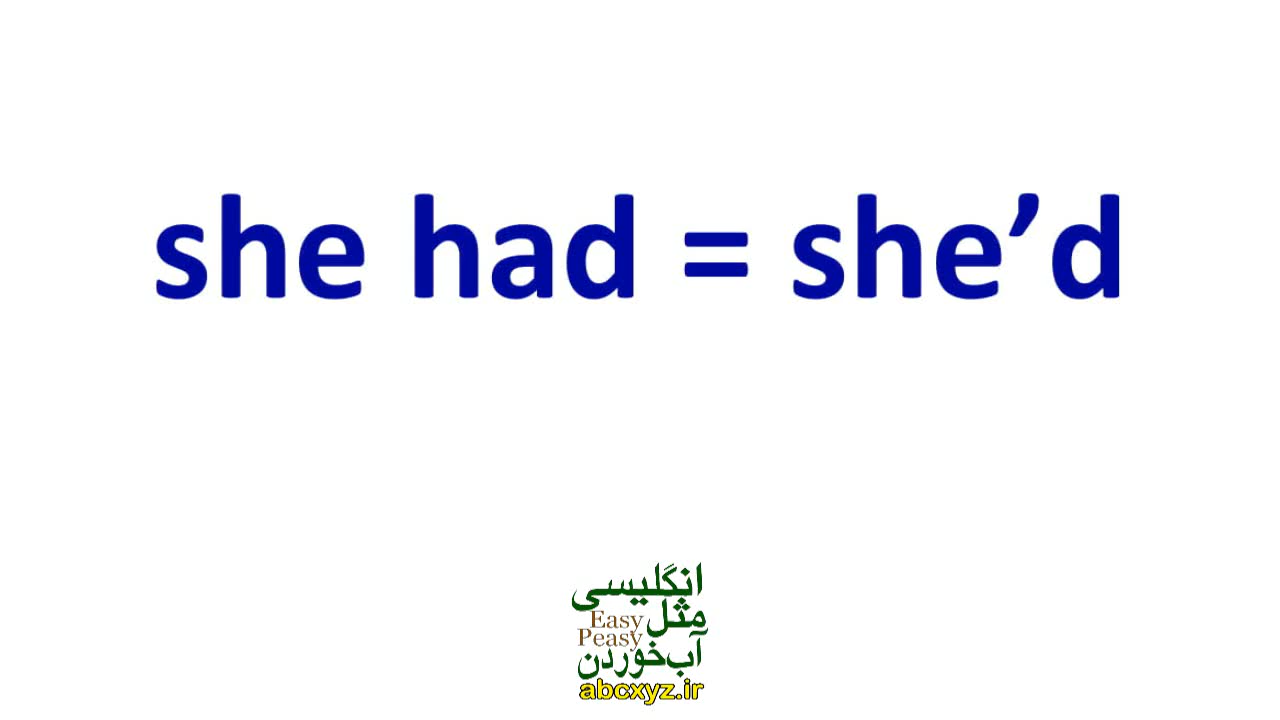 she had = she’d
انگلیسی
مثل
Easy
Peasy
آب‌خوردن
abcxyz.ir